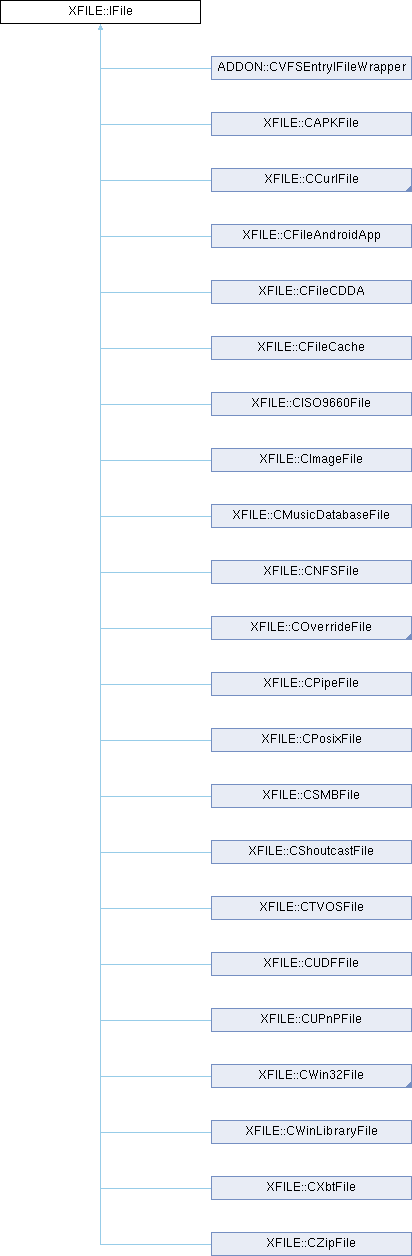 XFILE::IFile
ADDON::CVFSEntryIFileWrapper
XFILE::CAPKFile
XFILE::CCurlFile
XFILE::CFileAndroidApp
XFILE::CFileCDDA
XFILE::CFileCache
XFILE::CISO9660File
XFILE::CImageFile
XFILE::CMusicDatabaseFile
XFILE::CNFSFile
XFILE::COverrideFile
XFILE::CPipeFile
XFILE::CPosixFile
XFILE::CSMBFile
XFILE::CShoutcastFile
XFILE::CTVOSFile
XFILE::CUDFFile
XFILE::CUPnPFile
XFILE::CWin32File
XFILE::CWinLibraryFile
XFILE::CXbtFile
XFILE::CZipFile